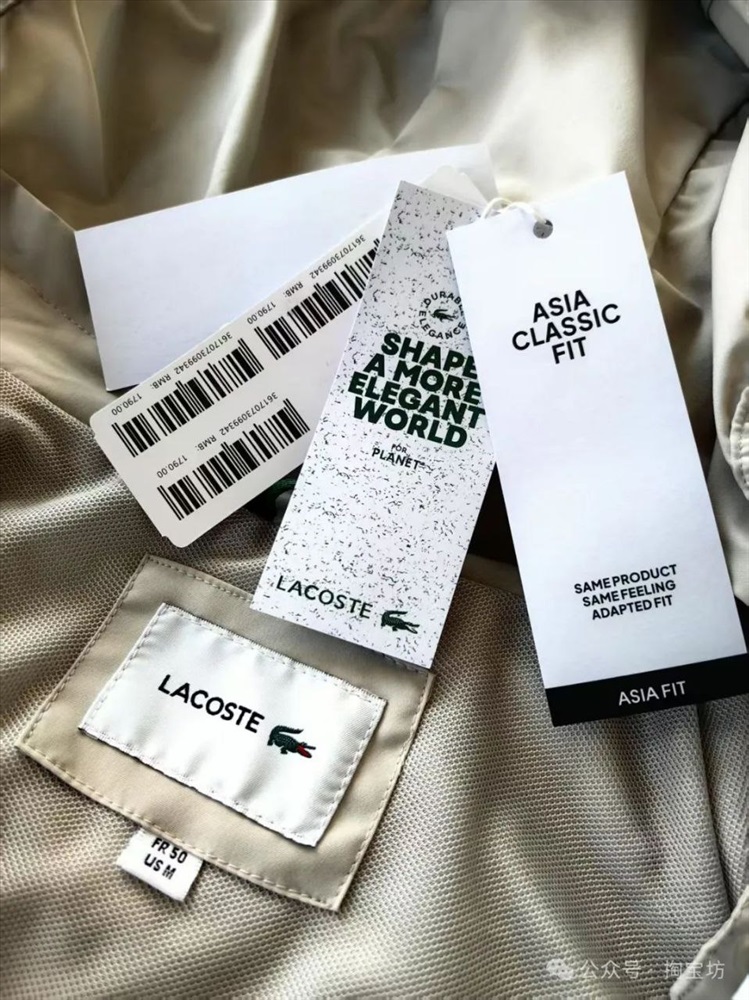 3617073099342 RMB: 1790.00
3617073099342 RMB: 1790.00
3617073099342 RMB: 1790.00
DURAB
ELEGANCE
SHAPE
A MORE
ELEGANT
WORLD
FOR
PLANET
LACOSTE
ASIA
CLASSIC
FIT
SAME PRODUCT
SAME FEELING
ADAPTED FIT
ASIA FIT
LACOSTE
FR 50
US M
公众号 · 淘宝坊